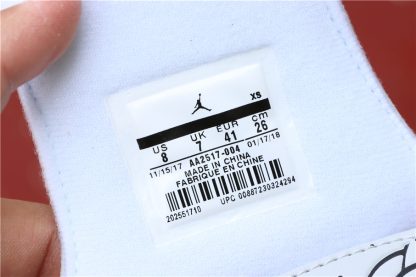 XS
US UK EUR cm
8 7 41 26
11/15/17 AA2517-004 01/17/18
MADE IN CHINA
FABRIQUE EN CHINE
202551710
UPC 00887230324294